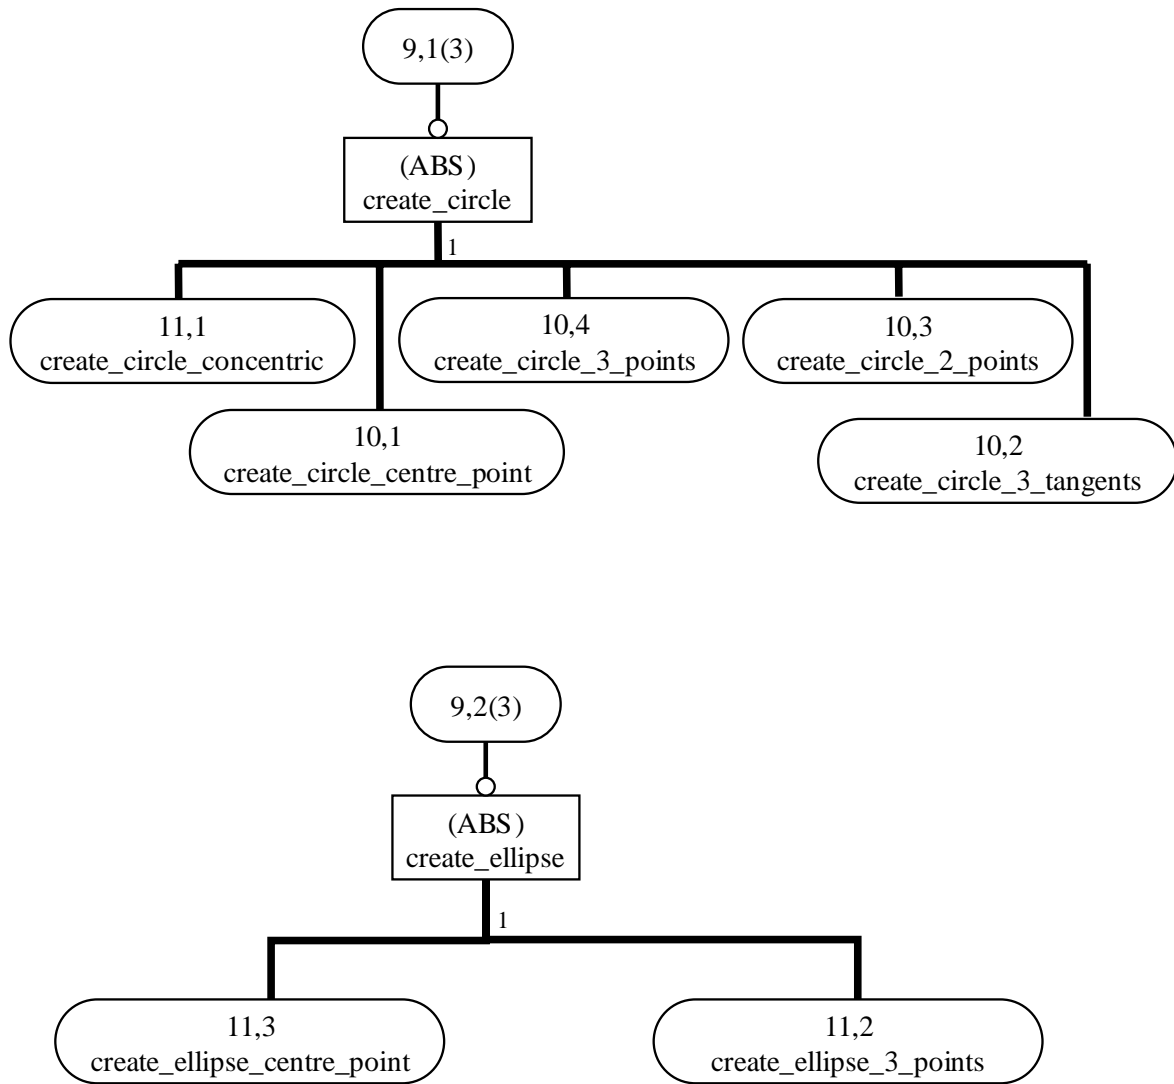 9,1(3)
(ABS)
create_circle
1
11,1
create_circle_concentric
10,4
create_circle_3_points
10,3
create_circle_2_points
10,1
create_circle_centre_point
10,2
create_circle_3_tangents
9,2(3)
(ABS)
create_ellipse
1
11,3
create_ellipse_centre_point
11,2
create_ellipse_3_points